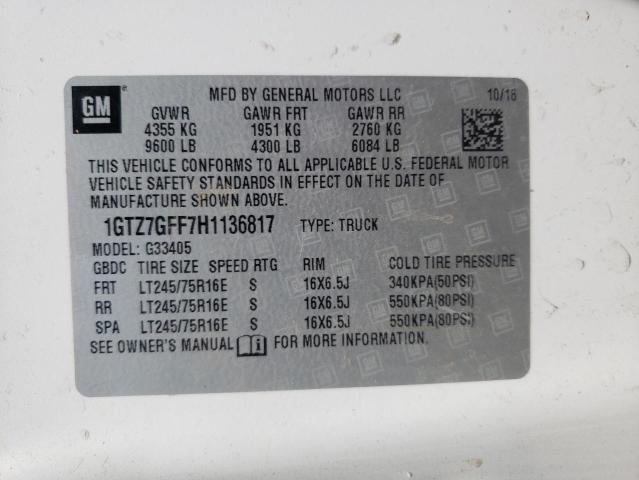 GM
MFD BY GENERAL MOTORS LLC 10/18
GVWR GAWR FRT GAWR RR
4355 KG 1951 KG 2760 KG
9600 LB 4300 LB 6084 LB
THIS VEHICLE CONFORMS TO ALL APPLICABLE U.S. FEDERAL MOTOR
VEHICLE SAFETY STANDARDS IN EFFECT ON THE DATE OF
MANUFACTURE SHOWN ABOVE.
1GTZ7GFF7H1136817 TYPE: TRUCK
MODEL: G33405
GBDC TIRE SIZE SPEED RTG RIM COLD TIRE PRESSURE
FRT LT245/75R16E S 16X6.5J 340KPA(50PSI)
RR LT245/75R16E S 16X6.5J 550KPA(80PSI)
SPA LT245/75R16E S 16X6.5J 550KPA(80PSI)
SEE OWNER'S MANUAL FOR MORE INFORMATION.